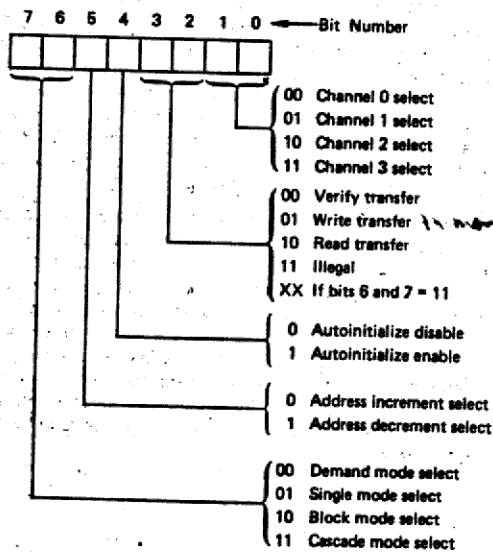 7 6 5 4 3 2 1 0 Bit Number
00 Channel 0 select
01 Channel 1 select
10 Channel 2 select
11 Channel 3 select
00 Verify transfer
01 Write transfer
10 Read transfer
11 Illegal
XX If bits 6 and 7 = 11
0 Autoinitialize disable
1 Autoinitialize enable
0 Address increment select
1 Address decrement select
00 Demand mode select
01 Single mode select
10 Block mode select
11 Cascade mode select